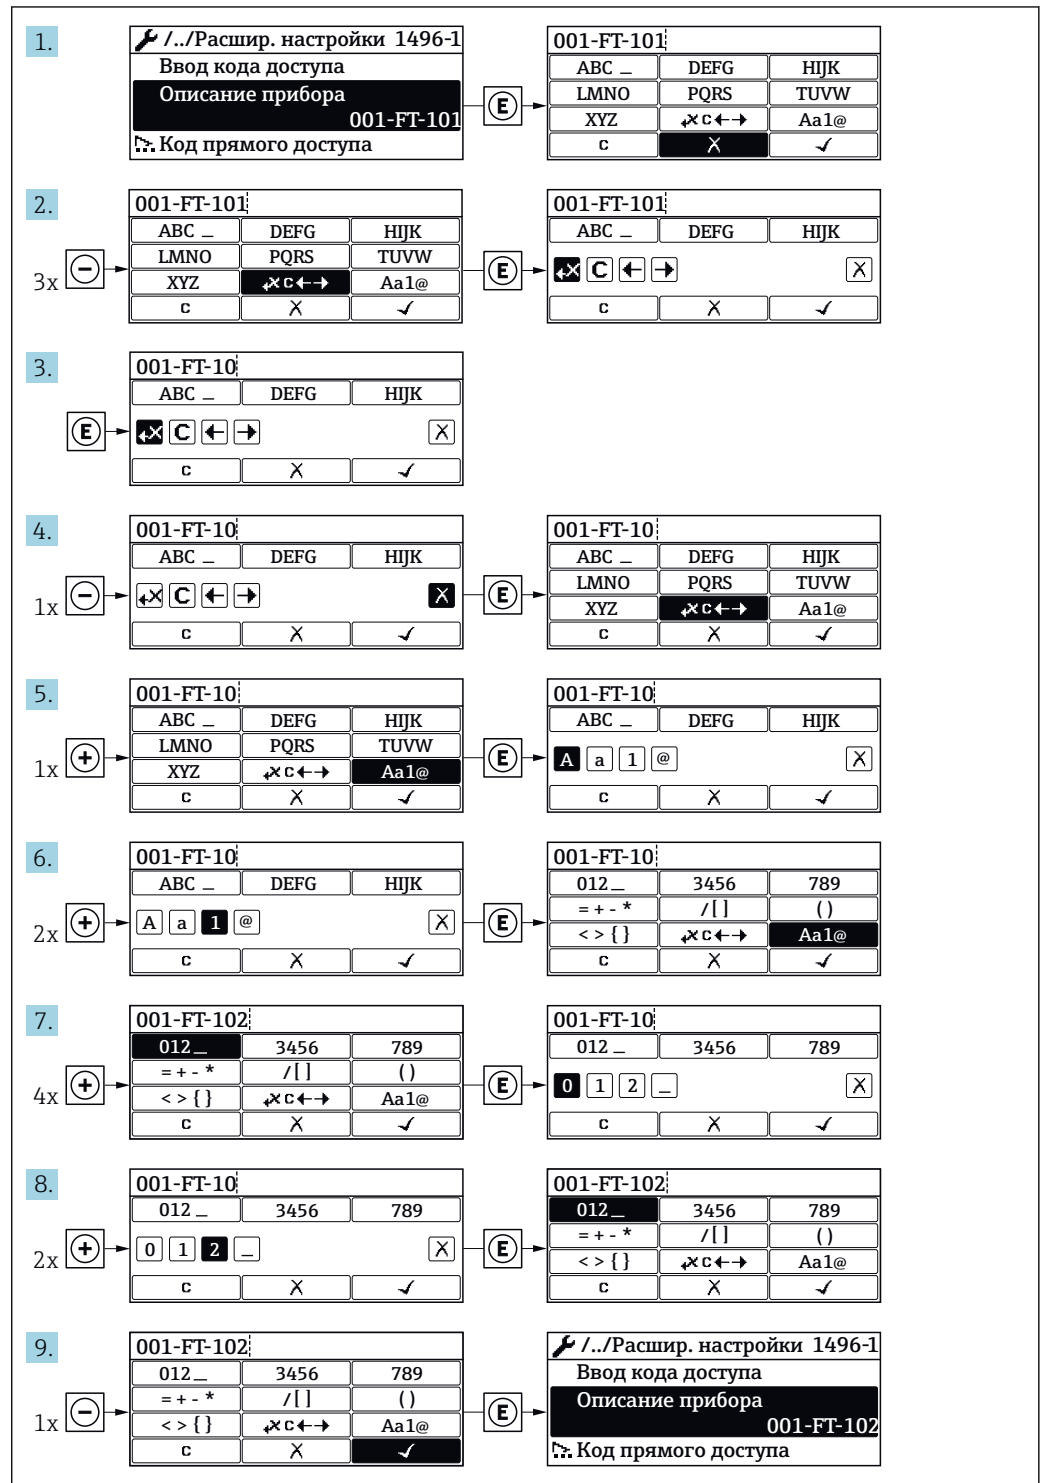 1.
/../Расшир. настройки 1496-1
Ввод кода доступа
Описание прибора
001-FT-101
Код прямого доступа
E
001-FT-101
ABC _ DEFG HIJK
LMNO PQRS TUVW
XYZ C Aa1@
C X ✓
2.
3x
001-FT-101
ABC _ DEFG HIJK
LMNO PQRS TUVW
XYZ C Aa1@
C X ✓
E
001-FT-101
ABC _ DEFG HIJK
C X
C X ✓
3.
E
001-FT-10
ABC _ DEFG HIJK
C X
C X ✓
4.
1x
001-FT-10
ABC _ DEFG HIJK
C X
C X ✓
E
001-FT-10
ABC _ DEFG HIJK
LMNO PQRS TUVW
XYZ C Aa1@
C X ✓
5.
1x
001-FT-10
ABC _ DEFG HIJK
LMNO PQRS TUVW
XYZ C Aa1@
C X ✓
E
001-FT-10
ABC _ DEFG HIJK
A a 1 @ X
C X ✓
6.
2x
001-FT-10
ABC _ DEFG HIJK
A a 1 @ X
C X ✓
E
001-FT-10
012 _ 3456 789
= + - * / [ ] ( )
< > { } C Aa1@
C X ✓
7.
4x
001-FT-102
012 _ 3456 789
= + - * / [ ] ( )
< > { } C Aa1@
C X ✓
E
001-FT-10
012 _ 3456 789
0 1 2 _ X
C X ✓
8.
2x
001-FT-10
012 _ 3456 789
0 1 2 _ X
C X ✓
E
001-FT-102
012 _ 3456 789
= + - * / [ ] ( )
< > { } C Aa1@
C X ✓
9.
1x
001-FT-102
012 _ 3456 789
= + - * / [ ] ( )
< > { } C Aa1@
C X ✓
E
/../Расшир. настройки 1496-1
Ввод кода доступа
Описание прибора
001-FT-102
Код прямого доступа